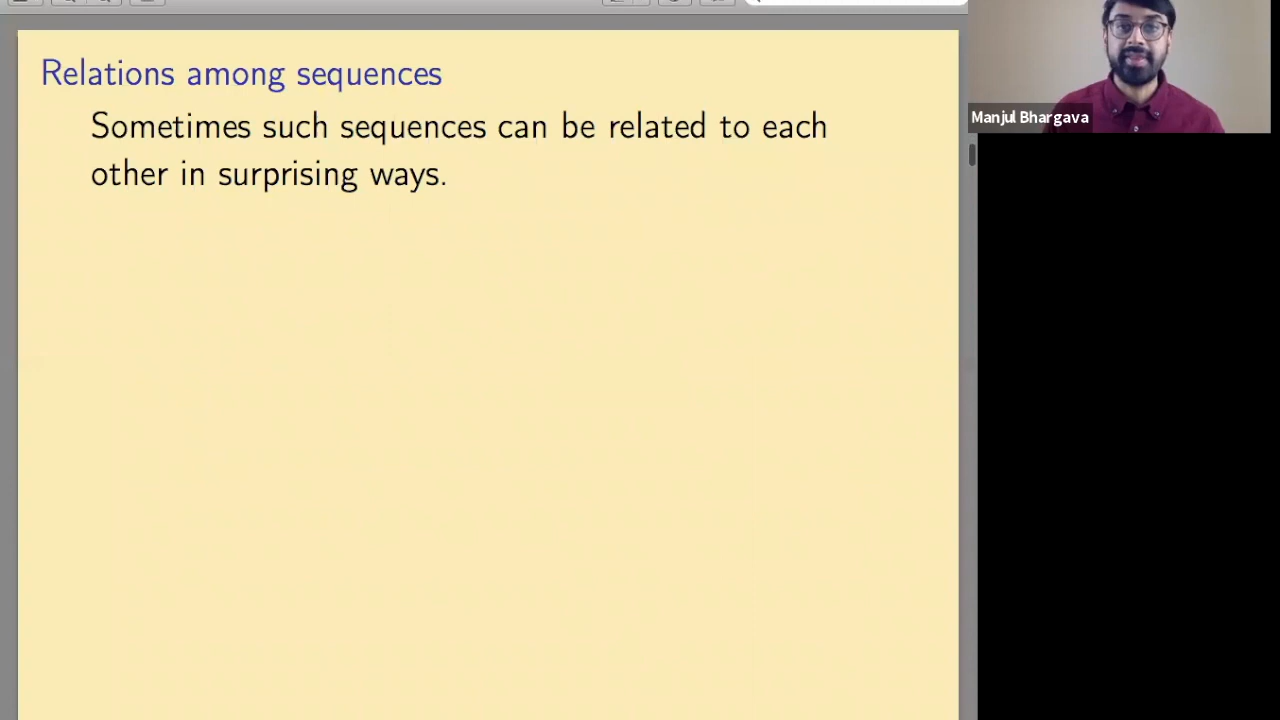 Relations among sequences
Sometimes such sequences can be related to each
other in surprising ways.
Manjul Bhargava